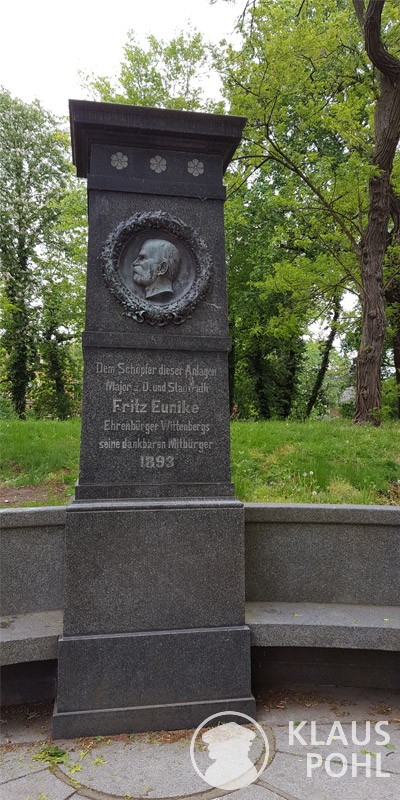 Dem Schöpfer dieser Anlagen
Major a. D. und Stadtrath
Fritz Eunike
Ehrenbürger Wittenbergs
seine dankbaren Mitbürger
1893
KLAUS
POHL